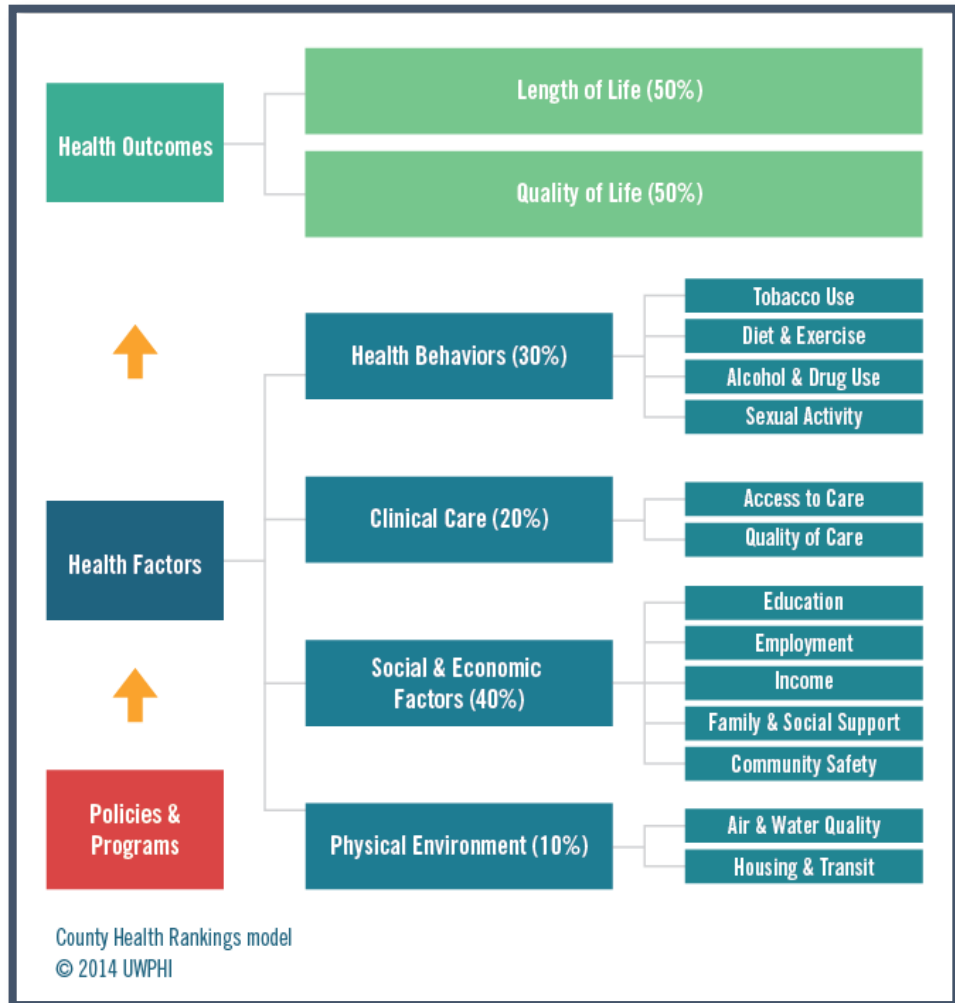 Health Outcomes
Length of Life (50%)
Quality of Life (50%)
Health Behaviors (30%)
Tobacco Use
Diet & Exercise
Alcohol & Drug Use
Sexual Activity
Health Factors
Clinical Care (20%)
Access to Care
Quality of Care
Social & Economic
Factors (40%)
Education
Employment
Income
Family & Social Support
Community Safety
Policies &
Programs
Physical Environment (10%)
Air & Water Quality
Housing & Transit
County Health Rankings model
© 2014 UWPHI